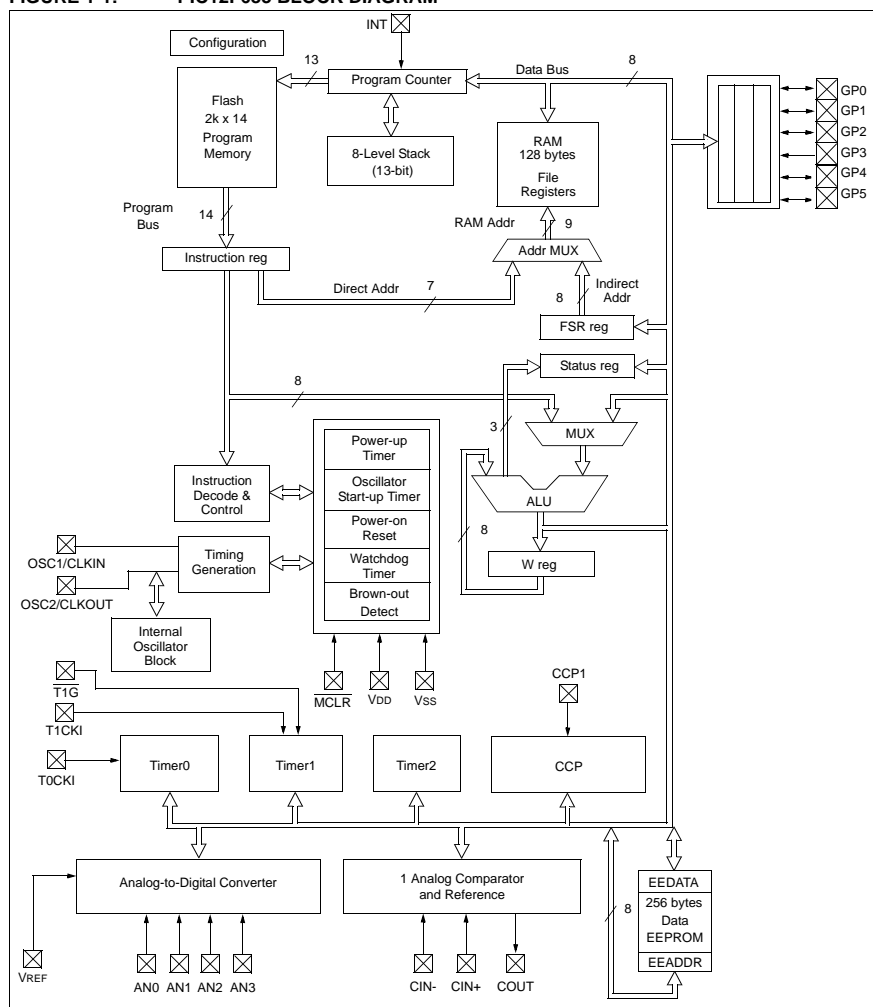 INT
Configuration
13
Program Counter
Data Bus
8
Flash
2k x 14
Program
Memory
8-Level Stack
(13-bit)
RAM
128 bytes
File
Registers
GP0
GP1
GP2
GP3
GP4
GP5
Program
Bus
14
RAM Addr
9
Addr MUX
Instruction reg
Direct Addr
7
8
Indirect
Addr
FSR reg
Status reg
8
3
MUX
Power-up
Timer
Instruction
Decode &
Control
Oscillator
Start-up Timer
ALU
Power-on
Reset
8
OSC1/CLKIN
Timing
Generation
Watchdog
Timer
W reg
OSC2/CLKOUT
Brown-out
Detect
Internal
Oscillator
Block
T1G
MCLR
VDD
VSS
CCP1
T1CKI
T0CKI
Timer0
Timer1
Timer2
CCP
Analog-to-Digital Converter
1 Analog Comparator
and Reference
EEDATA
8
256 bytes
Data
EEPROM
EEADDR
VREF
AN0 AN1 AN2 AN3
CIN- CIN+ COUT